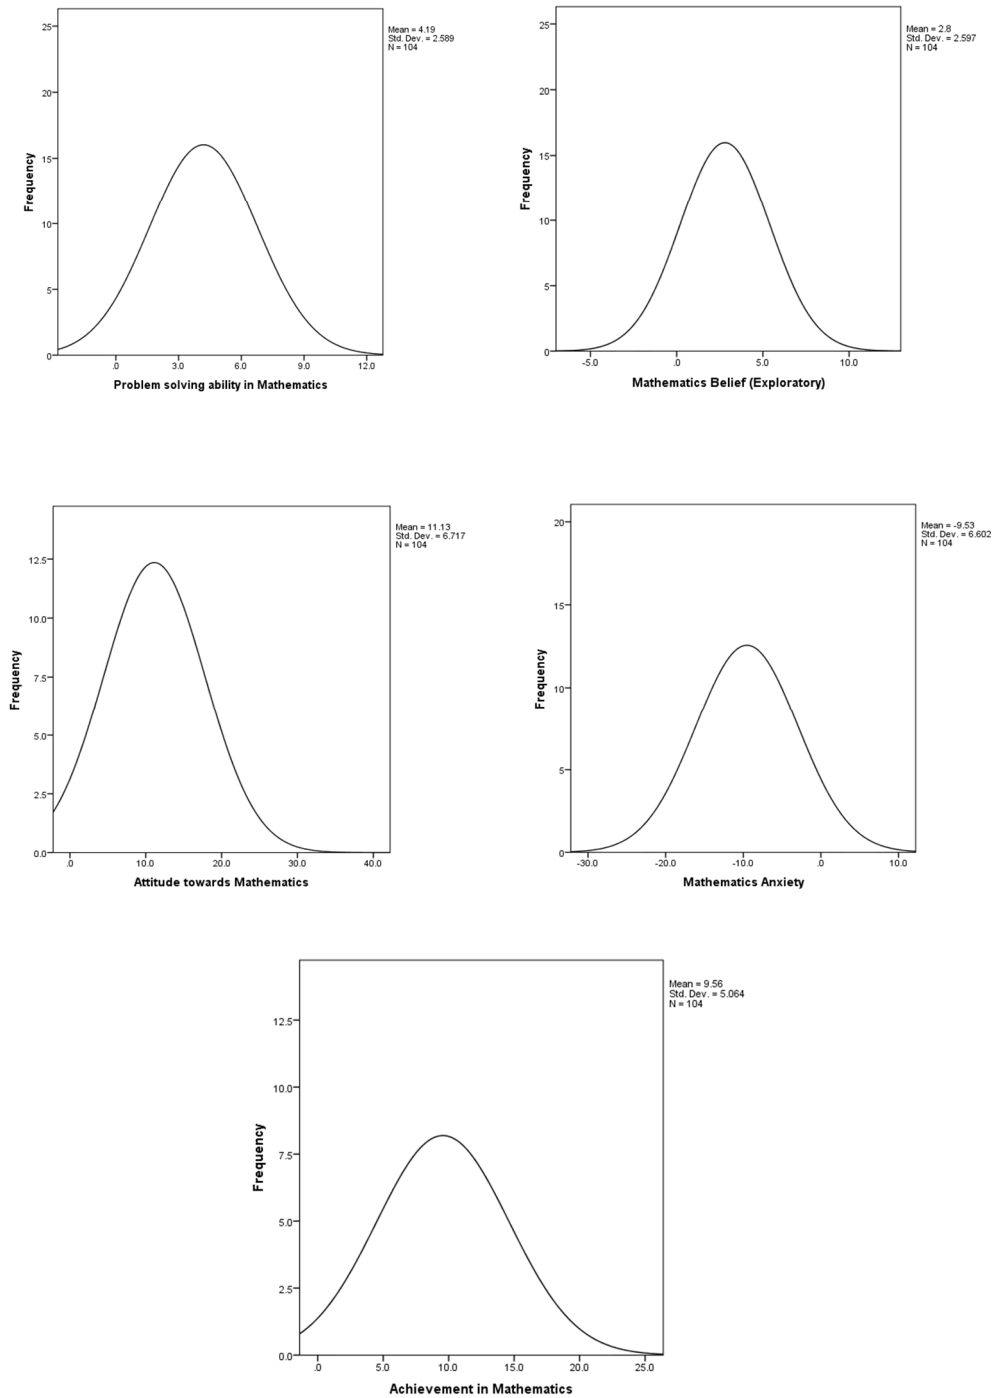 Mean = 4.19
Std. Dev. = 2.589
N = 104
Frequency
25
20
15
10
5
0
.0 3.0 6.0 9.0 12.0
Problem solving ability in Mathematics
Mean = 2.8
Std. Dev. = 2.597
N = 104
Frequency
25
20
15
10
5
0
-5.0 .0 5.0 10.0
Mathematics Belief (Exploratory)
Mean = 11.13
Std. Dev. = 6.717
N = 104
Frequency
12.5
10.0
7.5
5.0
2.5
0.0
.0 10.0 20.0 30.0 40.0
Attitude towards Mathematics
Mean = -9.53
Std. Dev. = 6.602
N = 104
Frequency
20
15
10
5
0
-30.0 -20.0 -10.0 .0 10.0
Mathematics Anxiety
Mean = 9.56
Std. Dev. = 5.064
N = 104
Frequency
12.5
10.0
7.5
5.0
2.5
0.0
.0 5.0 10.0 15.0 20.0 25.0
Achievement in Mathematics